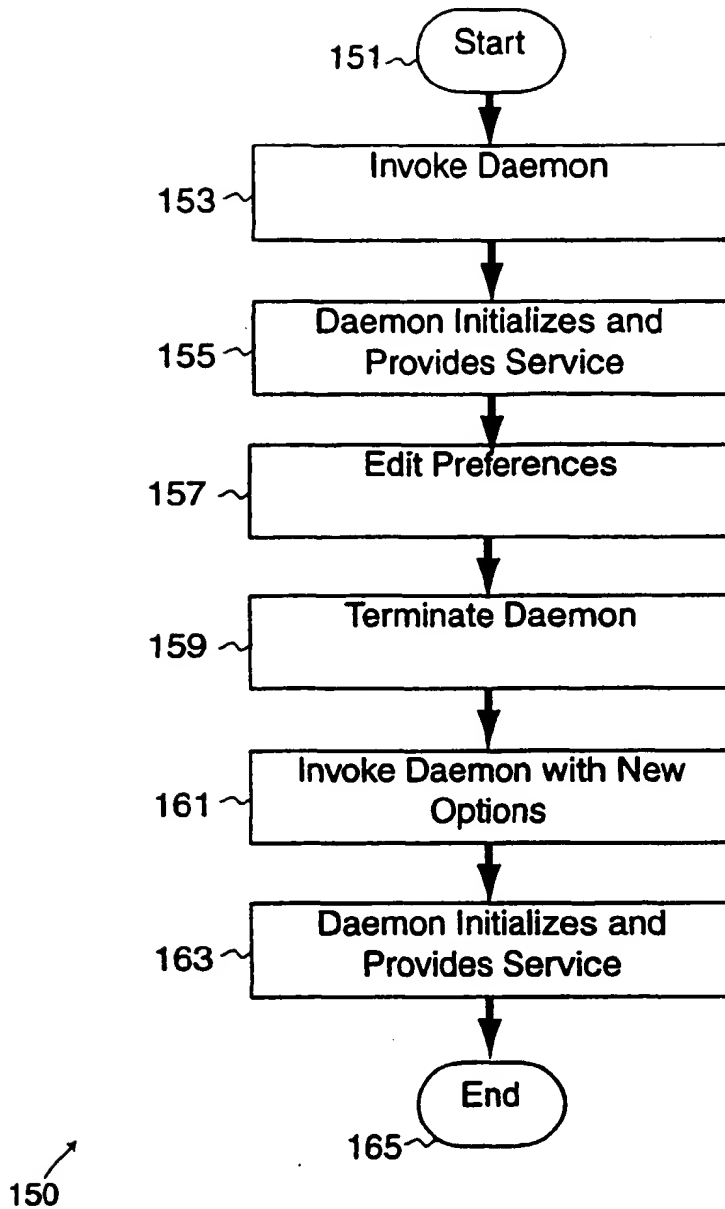 Start
151
Invoke Daemon
153
Daemon Initializes and
Provides Service
155
Edit Preferences
157
Terminate Daemon
159
Invoke Daemon with New
Options
161
Daemon Initializes and
Provides Service
163
End
165
150